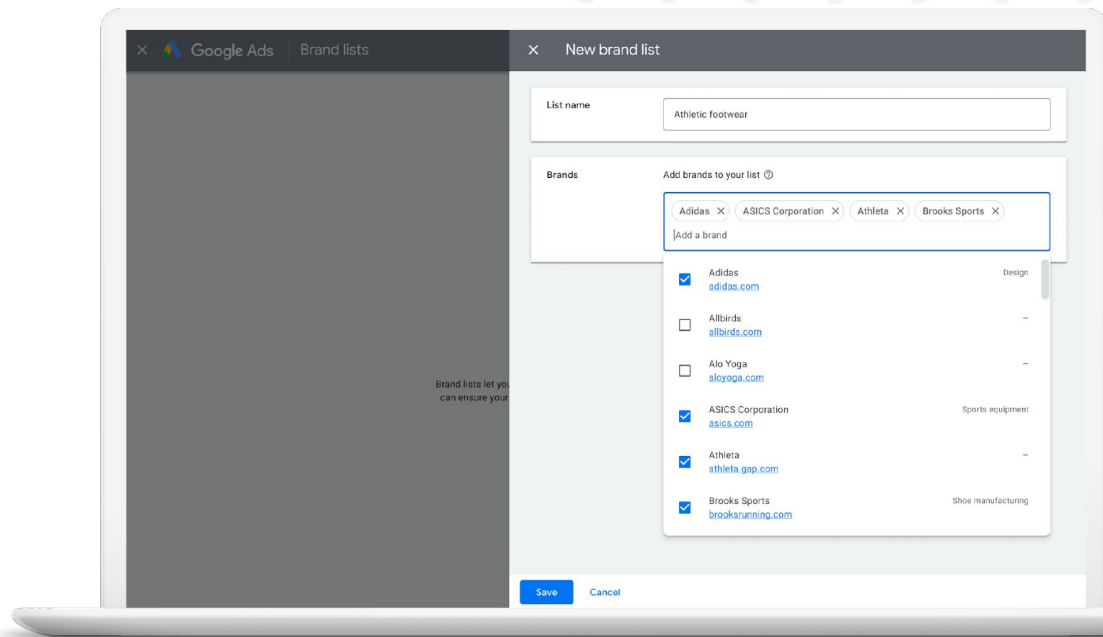 Google Ads
Brand lists
New brand list
List name
Athletic footwear
Brands
Add brands to your list
Adidas
ASICS Corporation
Athleta
Brooks Sports
Add a brand
Adidas
Design
adidas.com
Allbirds
–
allbirds.com
Alo Yoga
–
aloyoga.com
ASICS Corporation
Sports equipment
asics.com
Athleta
–
athleta.gap.com
Brooks Sports
Shoe manufacturing
brooksrunning.com
Brand lists let you
can ensure your
Save
Cancel